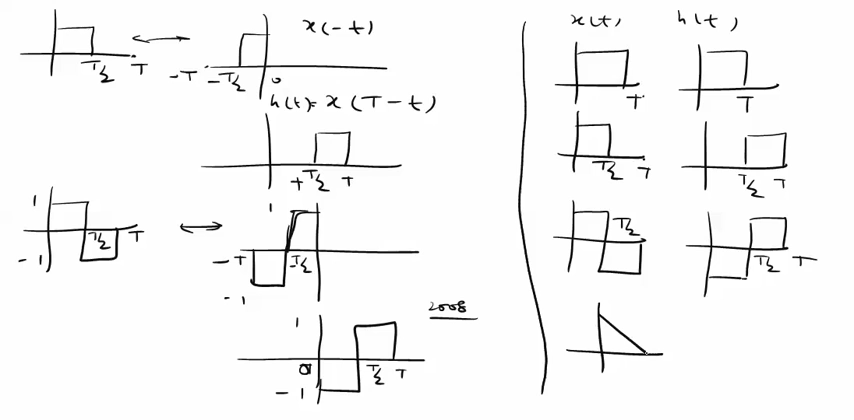 x(-t)
T/2 T
-T -T/2 0
h(t) = x(T-t)
+T/2 T
1
T/2 T
-1
1
-T -T/2
-1
2008
1
0 T/2 T
-1
x(t) h(t)
T T
T/2 T T/2 T
T/2 T/2 T